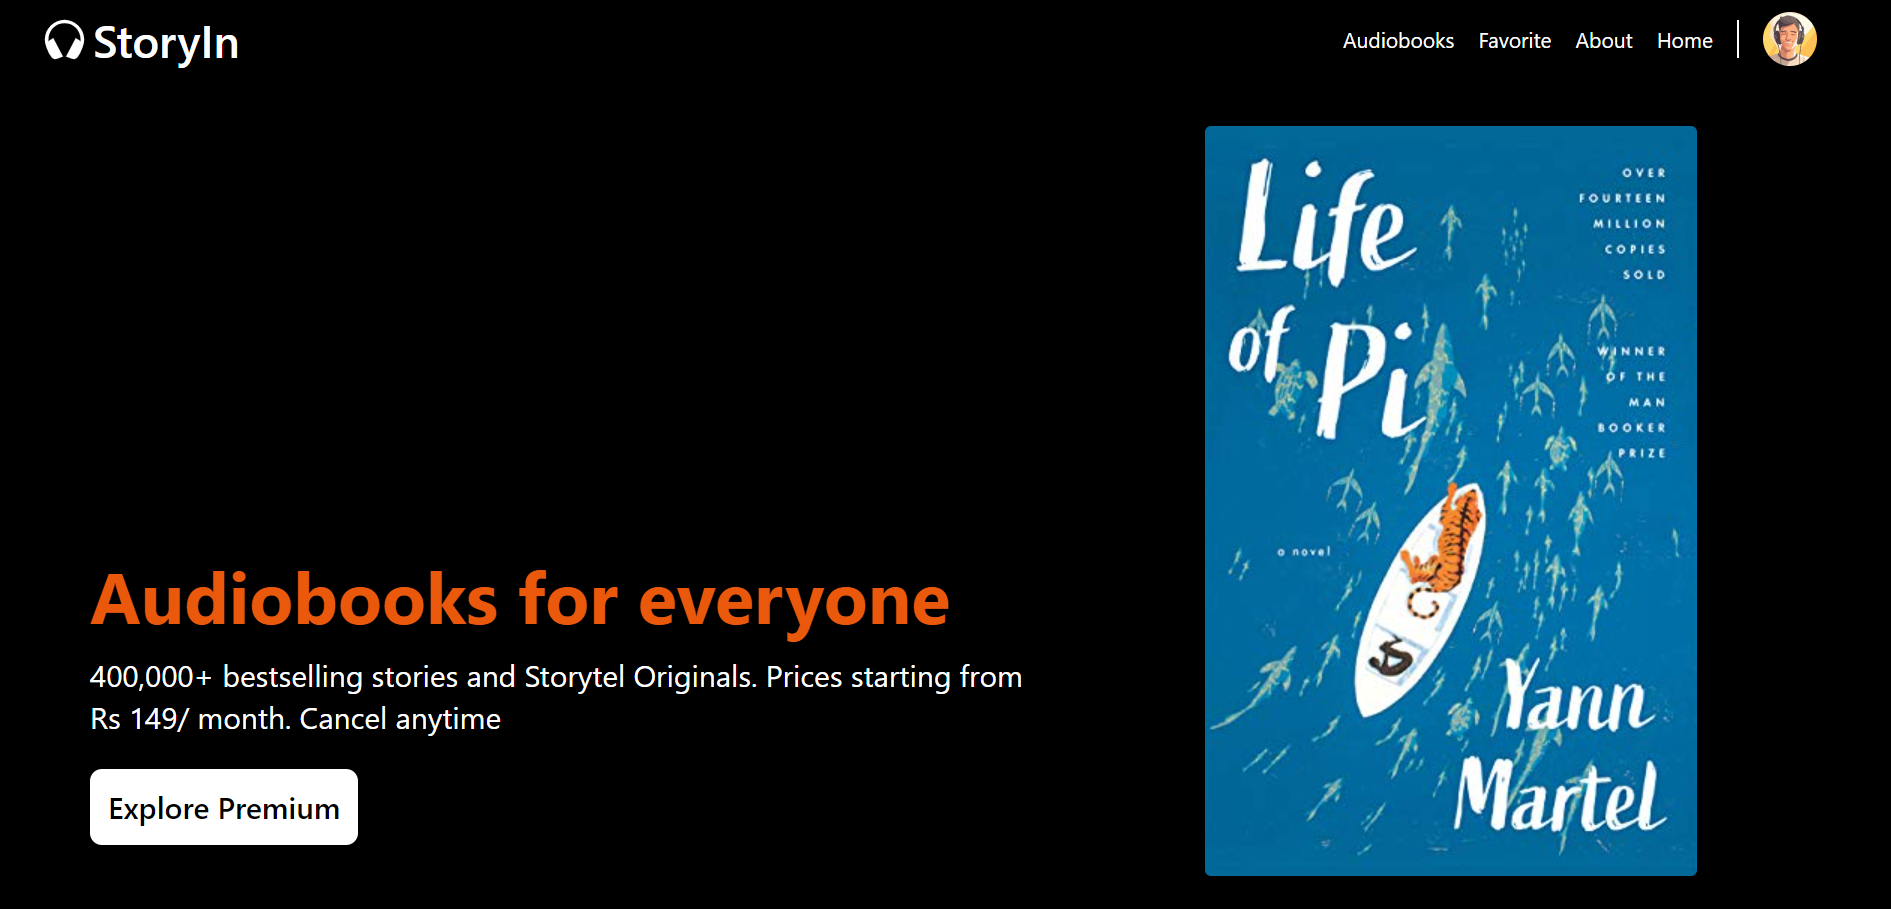 StoryIn
Audiobooks Favorite About Home
Life
of Pi
OVER
FOURTEEN
MILLION
COPIES
SOLD
WINNER
OF THE
MAN
BOOKER
PRIZE
a novel
Yann
Martel
Audiobooks for everyone
400,000+ bestselling stories and Storytel Originals. Prices starting from
Rs 149/ month. Cancel anytime
Explore Premium